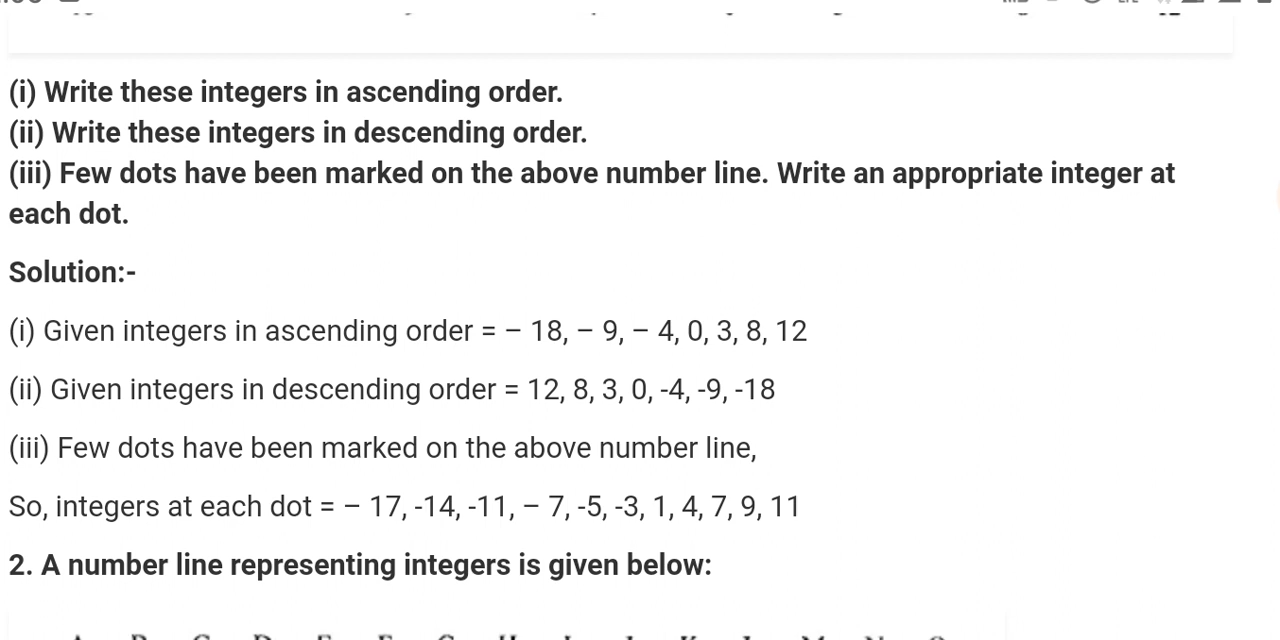 (i) Write these integers in ascending order.
(ii) Write these integers in descending order.
(iii) Few dots have been marked on the above number line. Write an appropriate integer at
each dot.
Solution:-
(i) Given integers in ascending order = – 18, – 9, – 4, 0, 3, 8, 12
(ii) Given integers in descending order = 12, 8, 3, 0, -4, -9, -18
(iii) Few dots have been marked on the above number line,
So, integers at each dot = – 17, -14, -11, – 7, -5, -3, 1, 4, 7, 9, 11
2. A number line representing integers is given below: